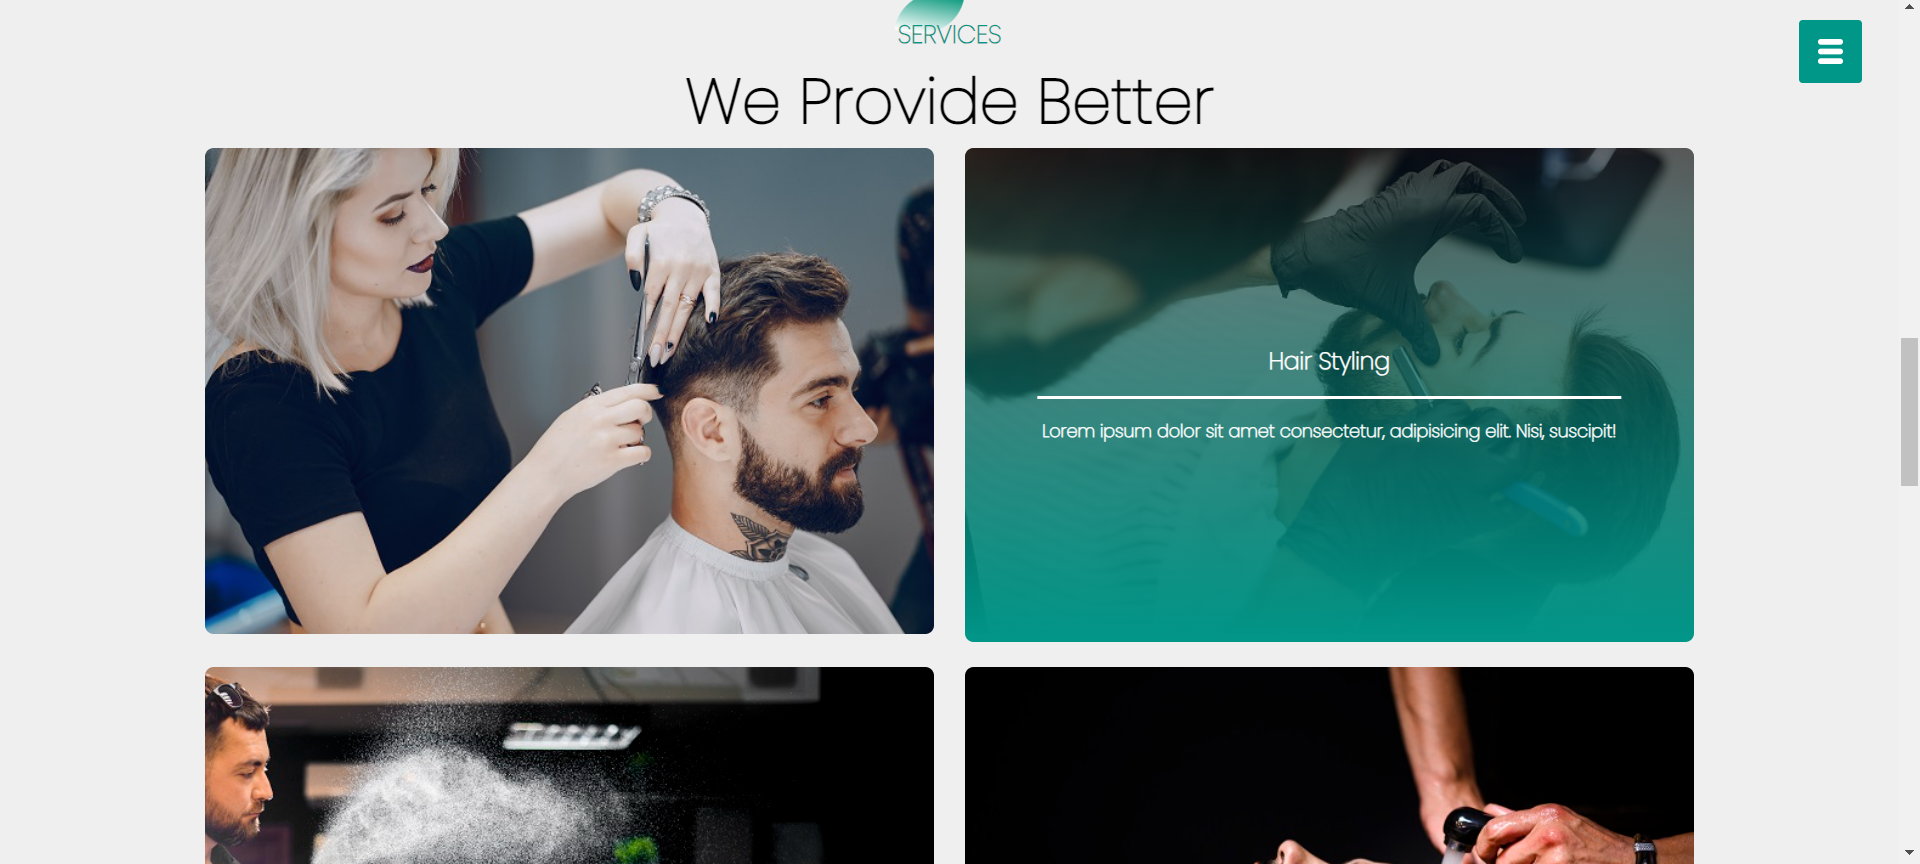 SERVICES
We Provide Better
Hair Styling
Lorem ipsum dolor sit amet consectetur, adipisicing elit. Nisi, suscipit!